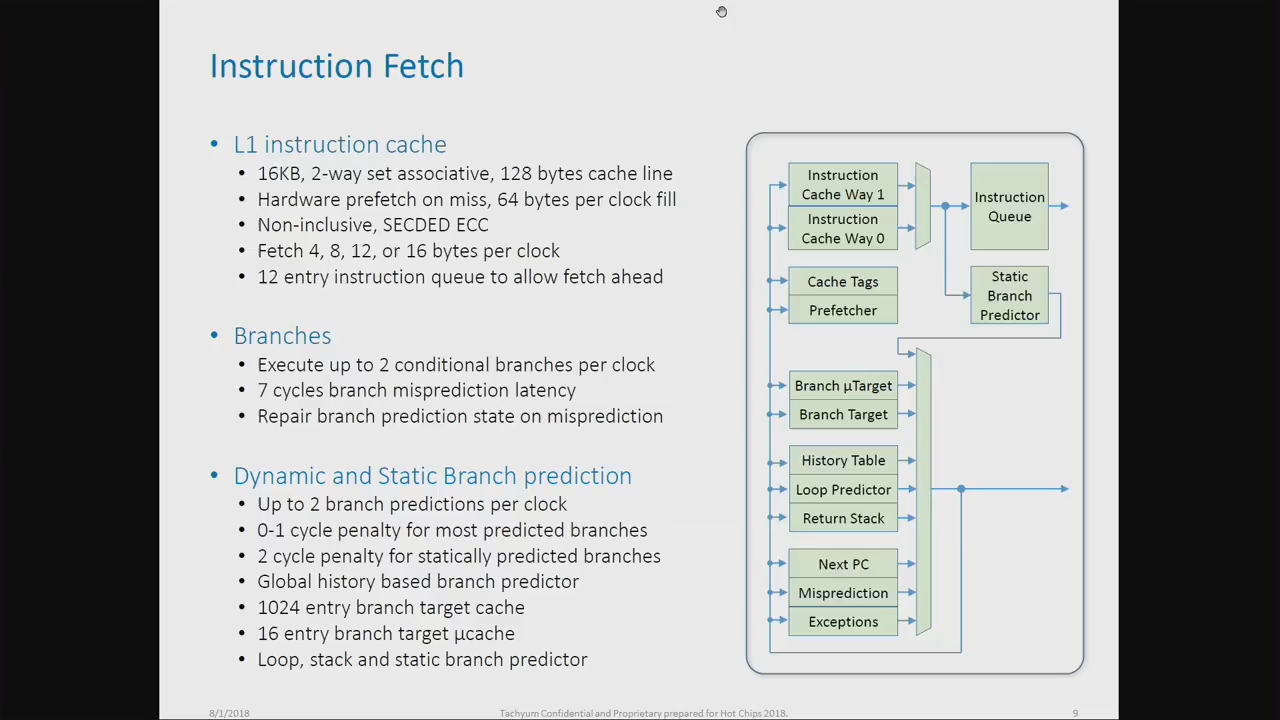 Instruction Fetch
• L1 instruction cache
• 16KB, 2-way set associative, 128 bytes cache line
• Hardware prefetch on miss, 64 bytes per clock fill
• Non-inclusive, SECDED ECC
• Fetch 4, 8, 12, or 16 bytes per clock
• 12 entry instruction queue to allow fetch ahead
• Branches
• Execute up to 2 conditional branches per clock
• 7 cycles branch misprediction latency
• Repair branch prediction state on misprediction
• Dynamic and Static Branch prediction
• Up to 2 branch predictions per clock
• 0-1 cycle penalty for most predicted branches
• 2 cycle penalty for statically predicted branches
• Global history based branch predictor
• 1024 entry branch target cache
• 16 entry branch target µcache
• Loop, stack and static branch predictor
Instruction
Cache Way 1
Instruction
Cache Way 0
Instruction
Queue
Cache Tags
Prefetcher
Static
Branch
Predictor
Branch µTarget
Branch Target
History Table
Loop Predictor
Return Stack
Next PC
Misprediction
Exceptions
8/1/2018
Tachyum Confidential and Proprietary prepared for Hot Chips 2018.
9